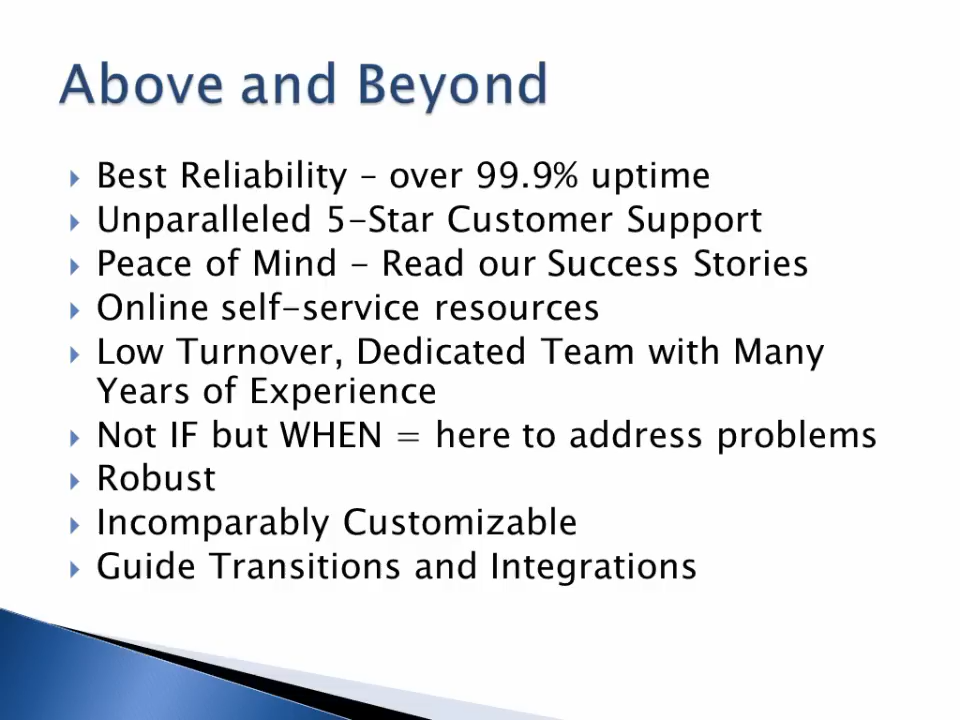 Above and Beyond
Best Reliability – over 99.9% uptime
Unparalleled 5-Star Customer Support
Peace of Mind - Read our Success Stories
Online self-service resources
Low Turnover, Dedicated Team with Many
Years of Experience
Not IF but WHEN = here to address problems
Robust
Incomparably Customizable
Guide Transitions and Integrations